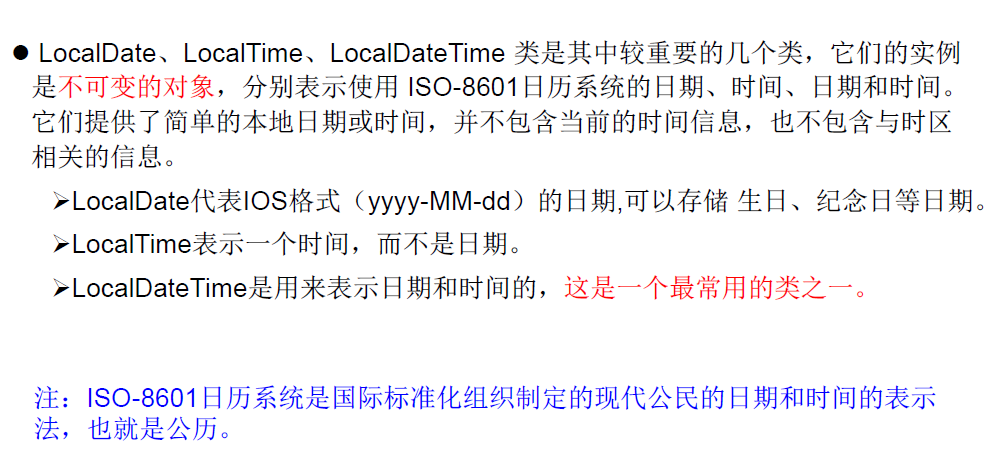 ● LocalDate、LocalTime、LocalDateTime 类是其中较重要的几个类，它们的实例
是不可变的对象，分别表示使用 ISO-8601日历系统的日期、时间、日期和时间。
它们提供了简单的本地日期或时间，并不包含当前的时间信息，也不包含与时区
相关的信息。
➢LocalDate代表IOS格式（yyyy-MM-dd）的日期,可以存储 生日、纪念日等日期。
➢LocalTime表示一个时间，而不是日期。
➢LocalDateTime是用来表示日期和时间的，这是一个最常用的类之一。
注：ISO-8601日历系统是国际标准化组织制定的现代公民的日期和时间的表示
法，也就是公历。